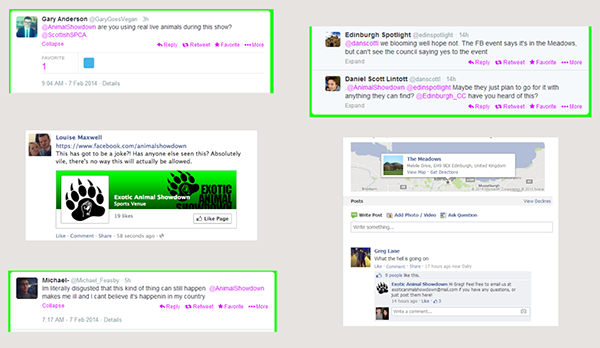 Gary Anderson @GaryGoesVegan · 3h
@AnimalShowdown are you using real live animals during this show?
@ScottishSPCA
Collapse Reply Retweet Favorite More
FAVORITE
1
9:04 AM - 7 Feb 2014 · Details
Edinburgh Spotlight @edinspotlight · 14h
@danscottl we blooming well hope not. The FB event says it's in the Meadows,
but can't see the council saying yes to the event
Expand Reply Retweet Favorite More
Daniel Scott Lintott @danscottl · 14h
.@AnimalShowdown @edinspotlight Maybe they just plan to go for it with
anything they can find? @Edinburgh_CC have you heard of this?
Expand Reply Retweet Favorite More
Louise Maxwell
https://www.facebook.com/animalshowdown
This has got to be a joke?! Has anyone else seen this? Absolutely
vile, there's no way this will actually be allowed.
EXOTIC ANIMAL SHOWDOWN
Exotic Animal Showdown
Sports Venue
19 likes
Like Page
Like · Comment · Share · 58 seconds ago
The Meadows
Melville Drive, EH9 9EX Edinburgh, United Kingdom
View Map · Get Directions
Posts
Write Post Add Photo / Video Ask Question
Write something...
Greg Lane
What the hell is going on
Like · Comment · Share · 17 hours ago near
9 people like this.
Exotic Animal Showdown Hi Greg! Feel free to email us at
exoticanimalshowdown@mail.com if you have any questions, or
just post them here!
14 hours ago · Like · 3
Write a comment...
Michael- @Michael_Feasby · 5h
Im literally disgusted that this kind of thing can still happen. @AnimalShowdown
makes me ill and I cant believe it's happenin in my country
Collapse Reply Retweet Favorite More
7:17 AM - 7 Feb 2014 · Details